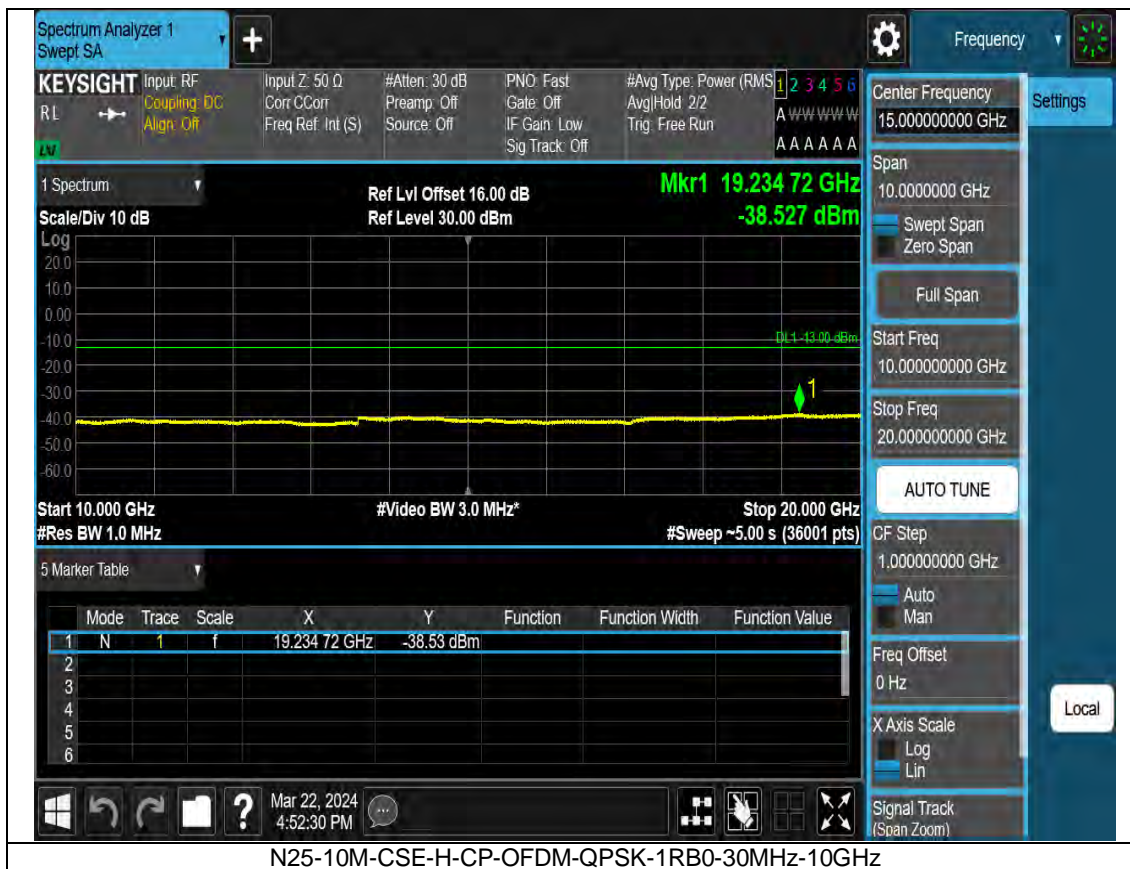 Spectrum Analyzer 1
Swept SA
+
Frequency
KEYSIGHT
RL
LXI
Input: RF
Coupling: DC
Align: Off
Input Z: 50 Ω
Corr CCorr
Freq Ref: Int (S)
#Atten: 30 dB
Preamp: Off
Source: Off
PNO: Fast
Gate: Off
IF Gain: Low
Sig Track: Off
#Avg Type: Power (RMS
Avg|Hold: 2/2
Trig: Free Run
1 2 3 4 5 6
A W W W W W
A A A A A A
1 Spectrum
Scale/Div 10 dB
Ref Lvl Offset 16.00 dB
Ref Level 30.00 dBm
Mkr1 19.234 72 GHz
-38.527 dBm
Log
20.0
10.0
0.00
-10.0
-20.0
-30.0
-40.0
-50.0
-60.0
DL1 -13.00 dBm
1
Start 10.000 GHz
#Res BW 1.0 MHz
#Video BW 3.0 MHz*
Stop 20.000 GHz
#Sweep ~5.00 s (36001 pts)
5 Marker Table
Mode Trace Scale X Y Function Function Width Function Value
1 N 1 f 19.234 72 GHz -38.53 dBm
2
3
4
5
6
Mar 22, 2024
4:52:30 PM
?
Center Frequency
15.000000000 GHz
Settings
Span
10.0000000 GHz
Swept Span
Zero Span
Full Span
Start Freq
10.000000000 GHz
Stop Freq
20.000000000 GHz
AUTO TUNE
CF Step
1.000000000 GHz
Auto
Man
Freq Offset
0 Hz
X Axis Scale
Log
Lin
Signal Track
(Span Zoom)
Local
N25-10M-CSE-H-CP-OFDM-QPSK-1RB0-30MHz-10GHz